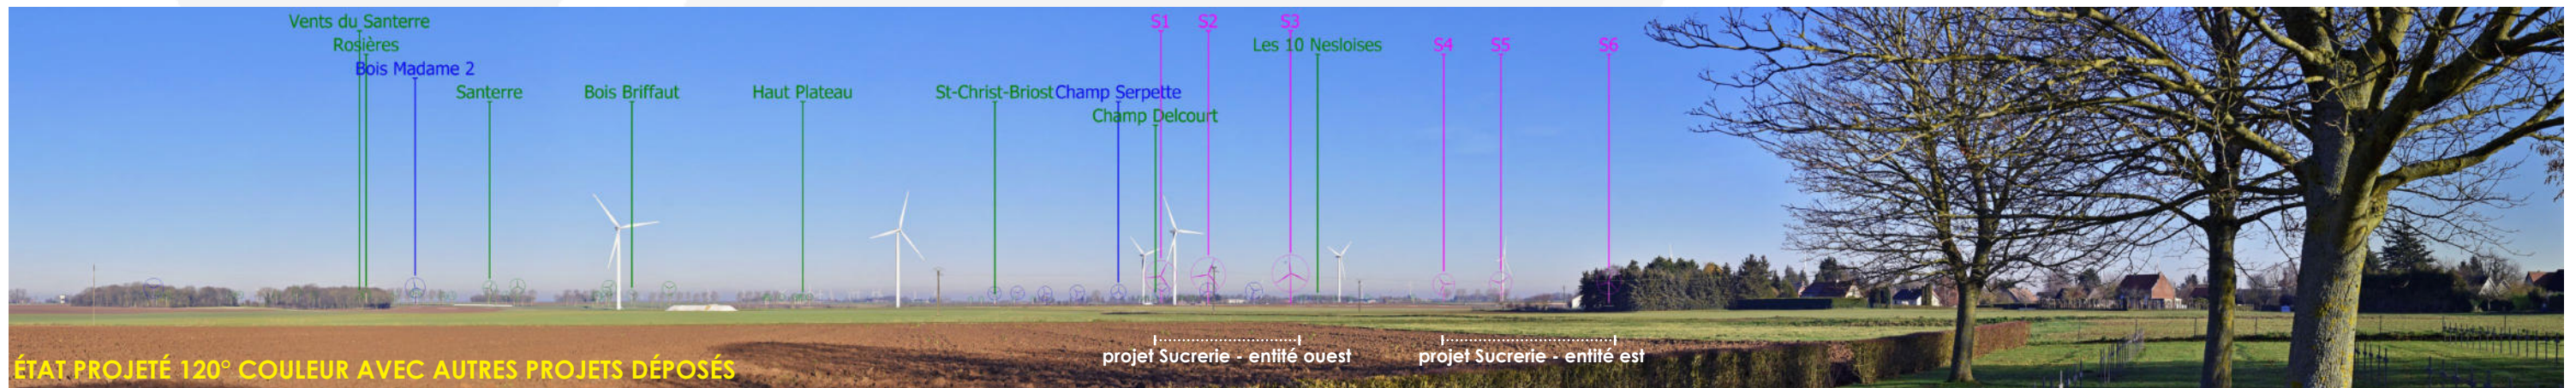 Vents du Santerre
Rosières
Bois Madame 2
Santerre
Bois Briffaut
Haut Plateau
St-Christ-Briost
Champ Serpette
Champ Delcourt
S1
S2
S3
Les 10 Nesloises
S4
S5
S6
projet Sucrerie - entité ouest
projet Sucrerie - entité est
ÉTAT PROJETÉ 120° COULEUR AVEC AUTRES PROJETS DÉPOSÉS